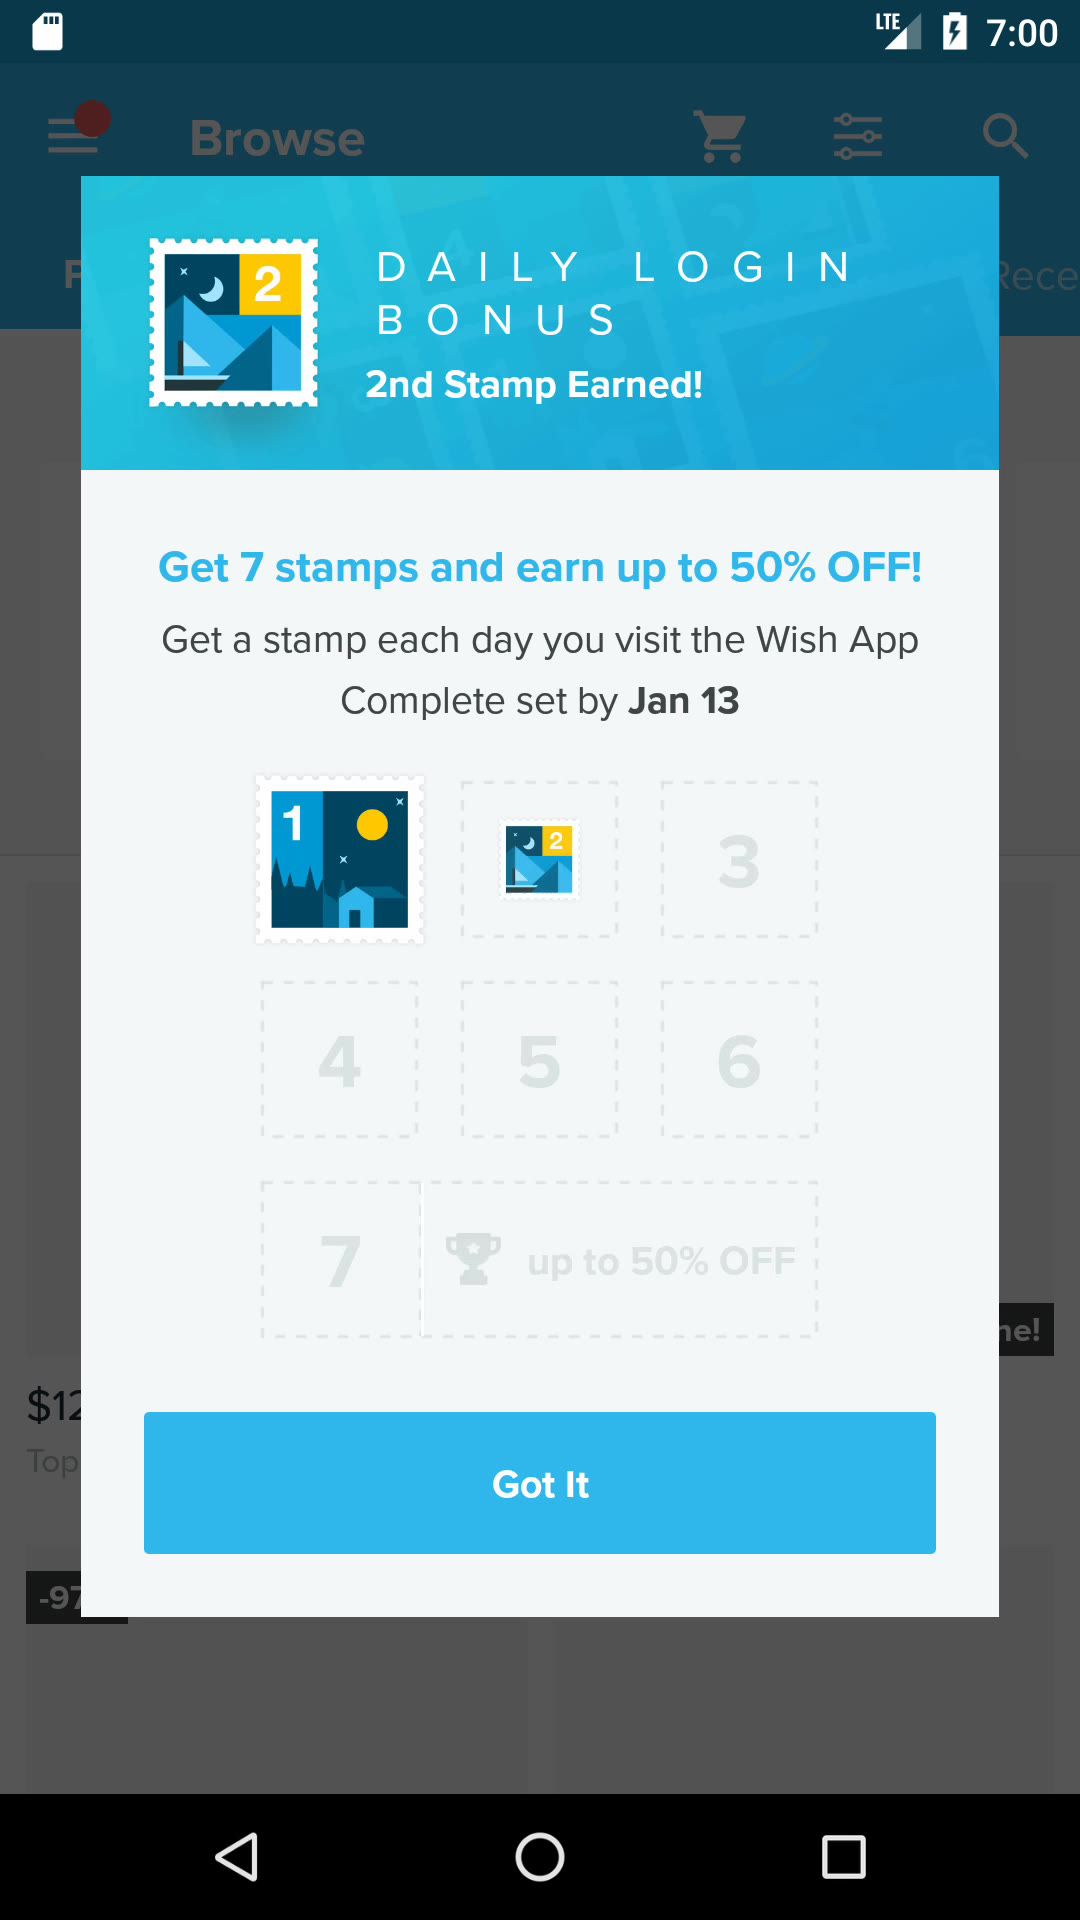 LTE 7:00
Browse
DAILY LOGIN
BONUS
2
2nd Stamp Earned!
Get 7 stamps and earn up to 50% OFF!
Get a stamp each day you visit the Wish App
Complete set by Jan 13
1 2 3
4 5 6
7 up to 50% OFF
$12
Top
Got It
-97